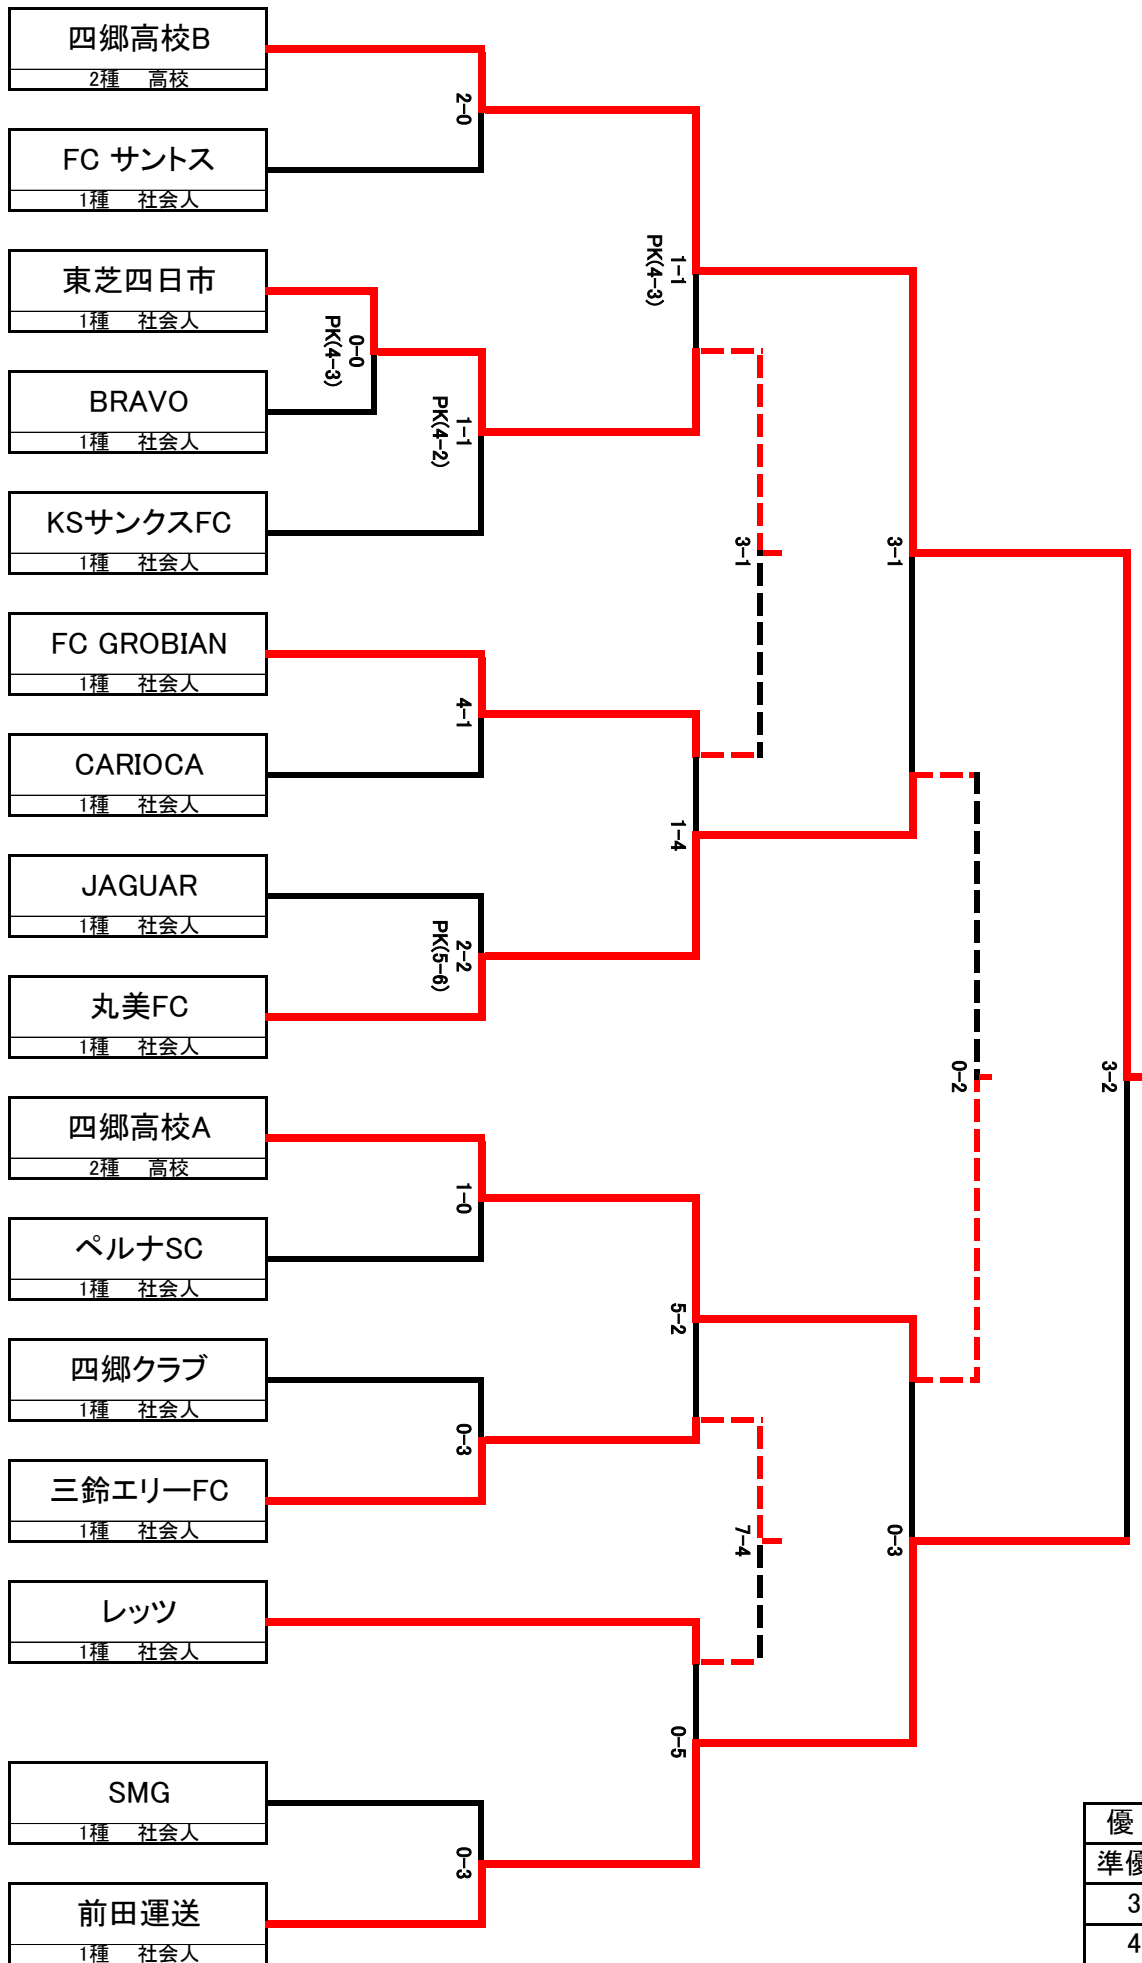 四郷高校B
2種 高校
2-0
FC サントス
1種 社会人
1-1
PK(4-3)
東芝四日市
1種 社会人
0-0
PK(4-3)
BRAVO
1種 社会人
1-1
PK(4-2)
KSサンクスFC
1種 社会人
3-1
3-1
FC GROBIAN
1種 社会人
4-1
CARIOCA
1種 社会人
1-4
JAGUAR
1種 社会人
2-2
PK(5-6)
丸美FC
1種 社会人
0-2
3-2
四郷高校A
2種 高校
1-0
ペルナSC
1種 社会人
5-2
四郷クラブ
1種 社会人
0-3
三鈴エリーFC
1種 社会人
7-4
0-3
レッツ
1種 社会人
0-5
SMG
1種 社会人
0-3
前田運送
1種 社会人
優
準優
3
4